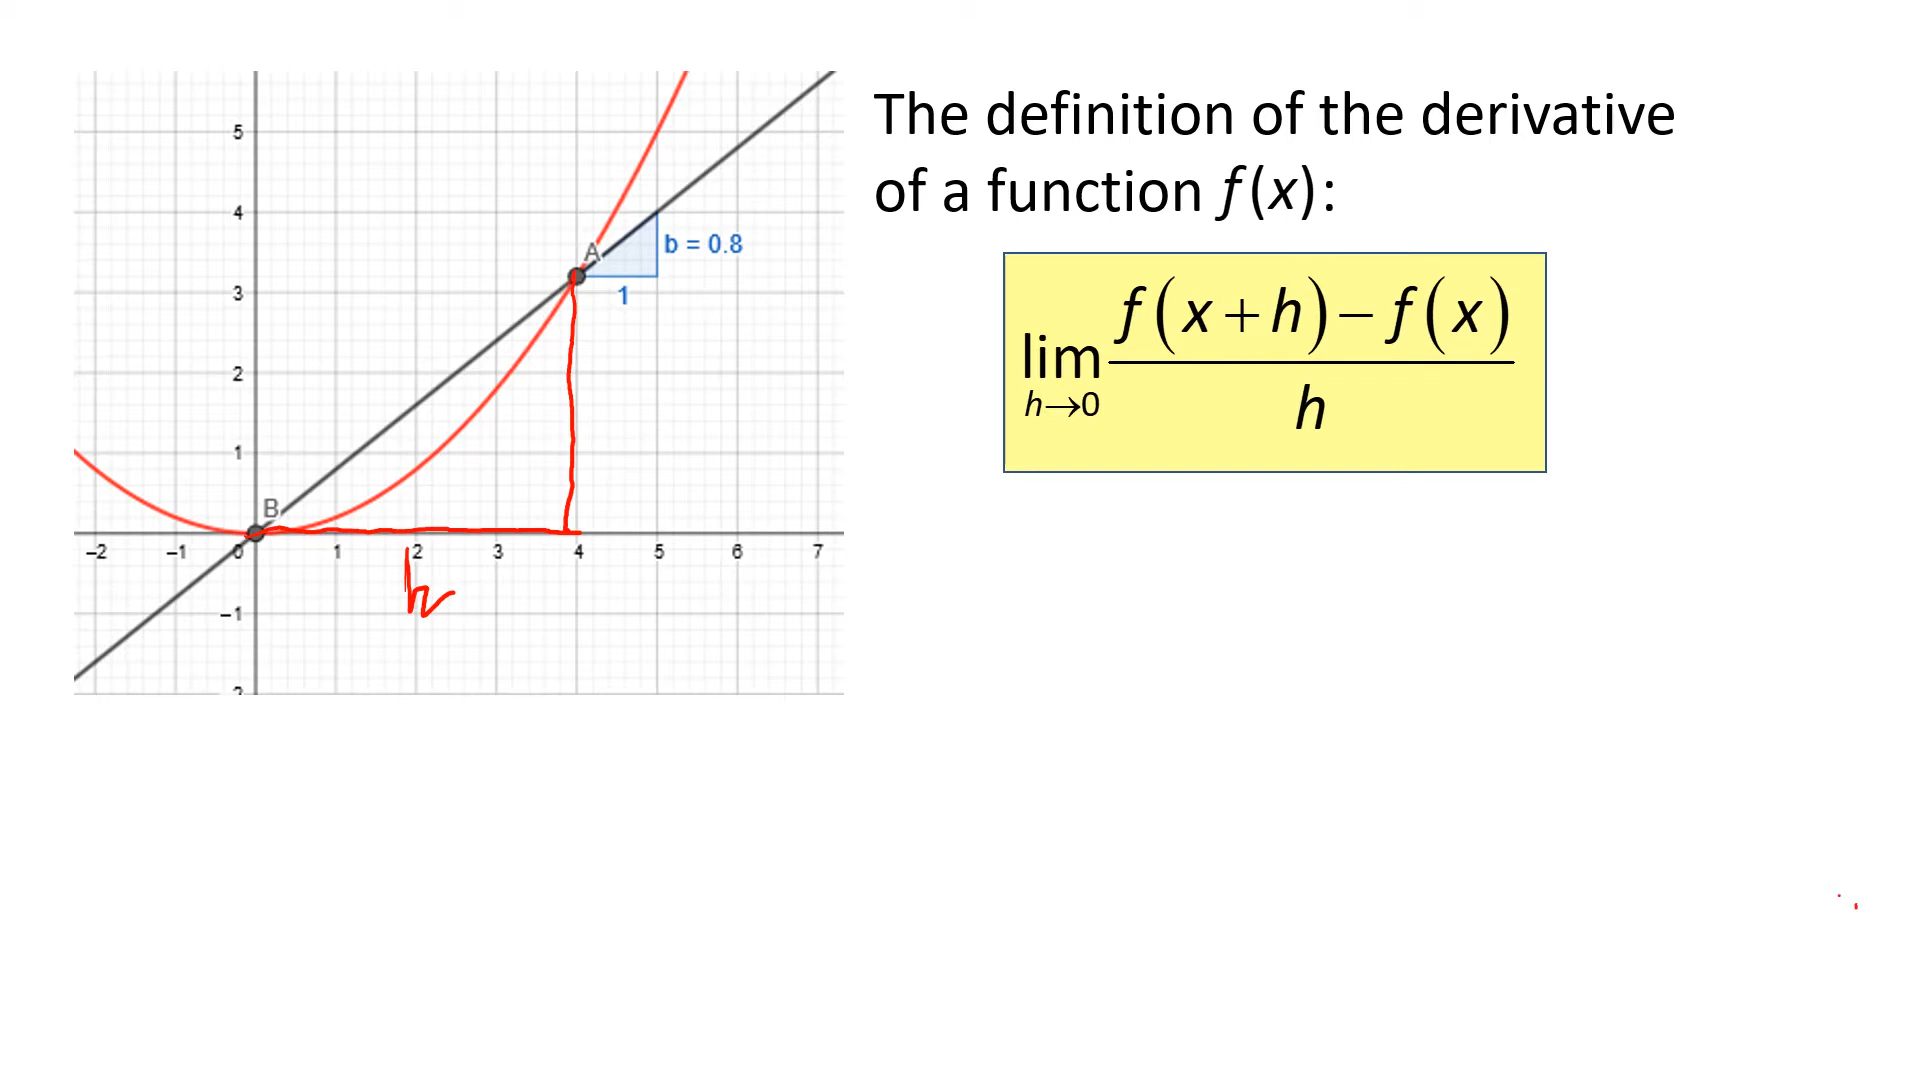 The definition of the derivative
of a function f(x):
lim h→0 f(x+h)−f(x) / h
5
4
3
2
1
−2 −1 0 1 2 3 4 5 6 7
−1
A
b = 0.8
1
B
h